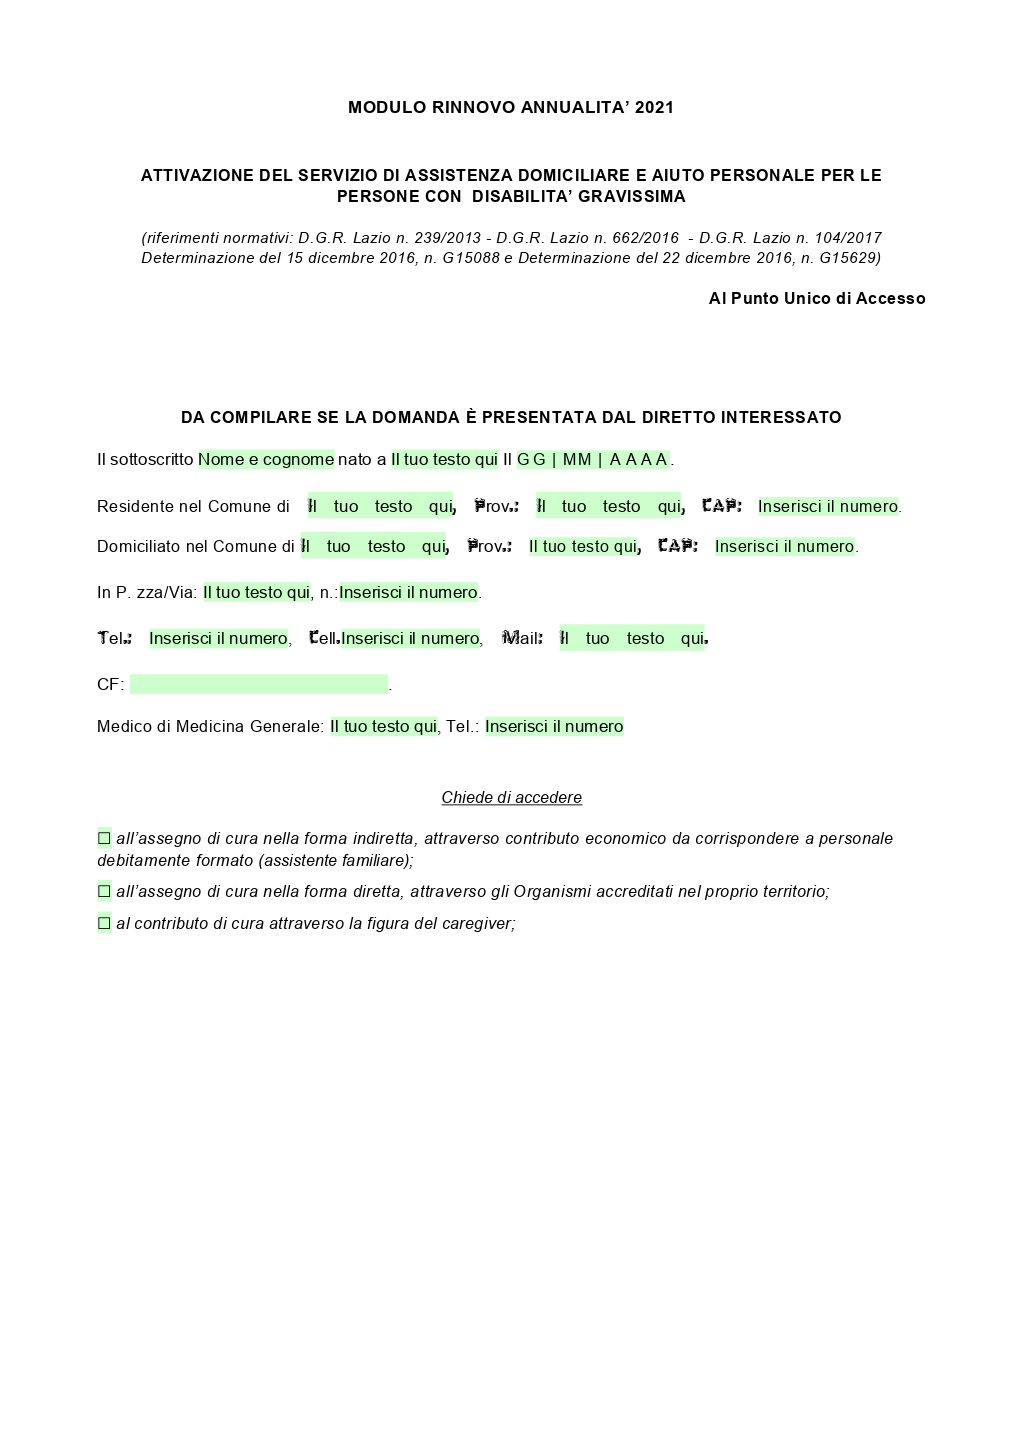 MODULO RINNOVO ANNUALITA’ 2021
ATTIVAZIONE DEL SERVIZIO DI ASSISTENZA DOMICILIARE E AIUTO PERSONALE PER LE
PERSONE CON DISABILITA’ GRAVISSIMA
(riferimenti normativi: D.G.R. Lazio n. 239/2013 - D.G.R. Lazio n. 662/2016 - D.G.R. Lazio n. 104/2017
Determinazione del 15 dicembre 2016, n. G15088 e Determinazione del 22 dicembre 2016, n. G15629)
Al Punto Unico di Accesso
DA COMPILARE SE LA DOMANDA È PRESENTATA DAL DIRETTO INTERESSATO
Il sottoscritto Nome e cognome nato a Il tuo testo qui Il G G | MM | A A A A .
Residente nel Comune di Il tuo testo qui, Prov.: Il tuo testo qui, CAP: Inserisci il numero.
Domiciliato nel Comune di Il tuo testo qui, Prov.: Il tuo testo qui, CAP: Inserisci il numero.
In P. zza/Via: Il tuo testo qui, n.:Inserisci il numero.
Tel.: Inserisci il numero, Cell.Inserisci il numero, Mail: Il tuo testo qui.
CF: .
Medico di Medicina Generale: Il tuo testo qui, Tel.: Inserisci il numero
Chiede di accedere
☐ all’assegno di cura nella forma indiretta, attraverso contributo economico da corrispondere a personale
debitamente formato (assistente familiare);
☐ all’assegno di cura nella forma diretta, attraverso gli Organismi accreditati nel proprio territorio;
☐ al contributo di cura attraverso la figura del caregiver;